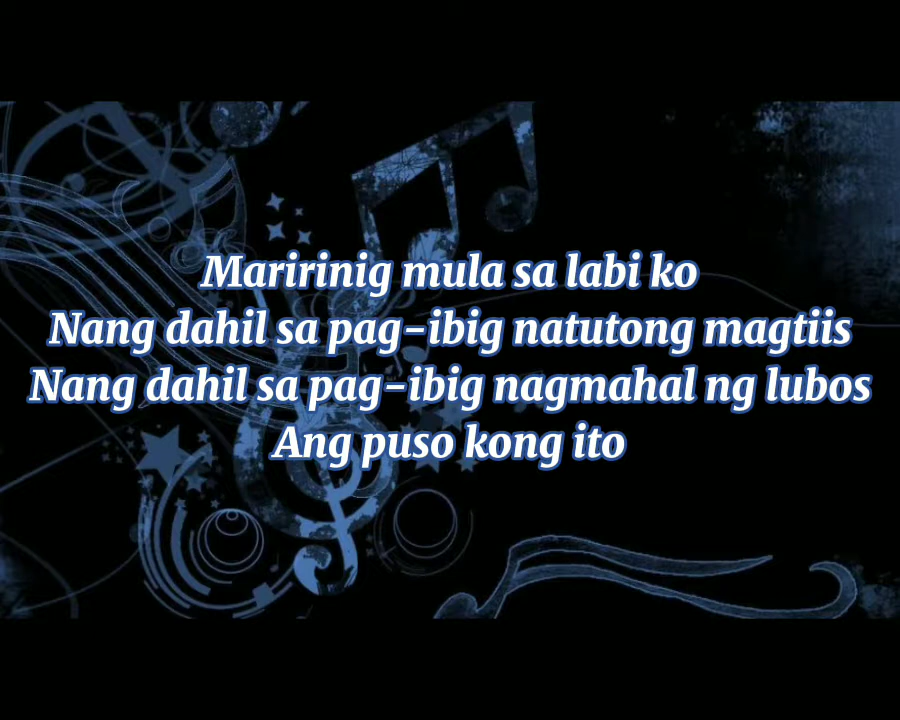 Maririnig mula sa labi ko
Nang dahil sa pag-ibig natutong magtiis
Nang dahil sa pag-ibig nagmahal ng lubos
Ang puso kong ito